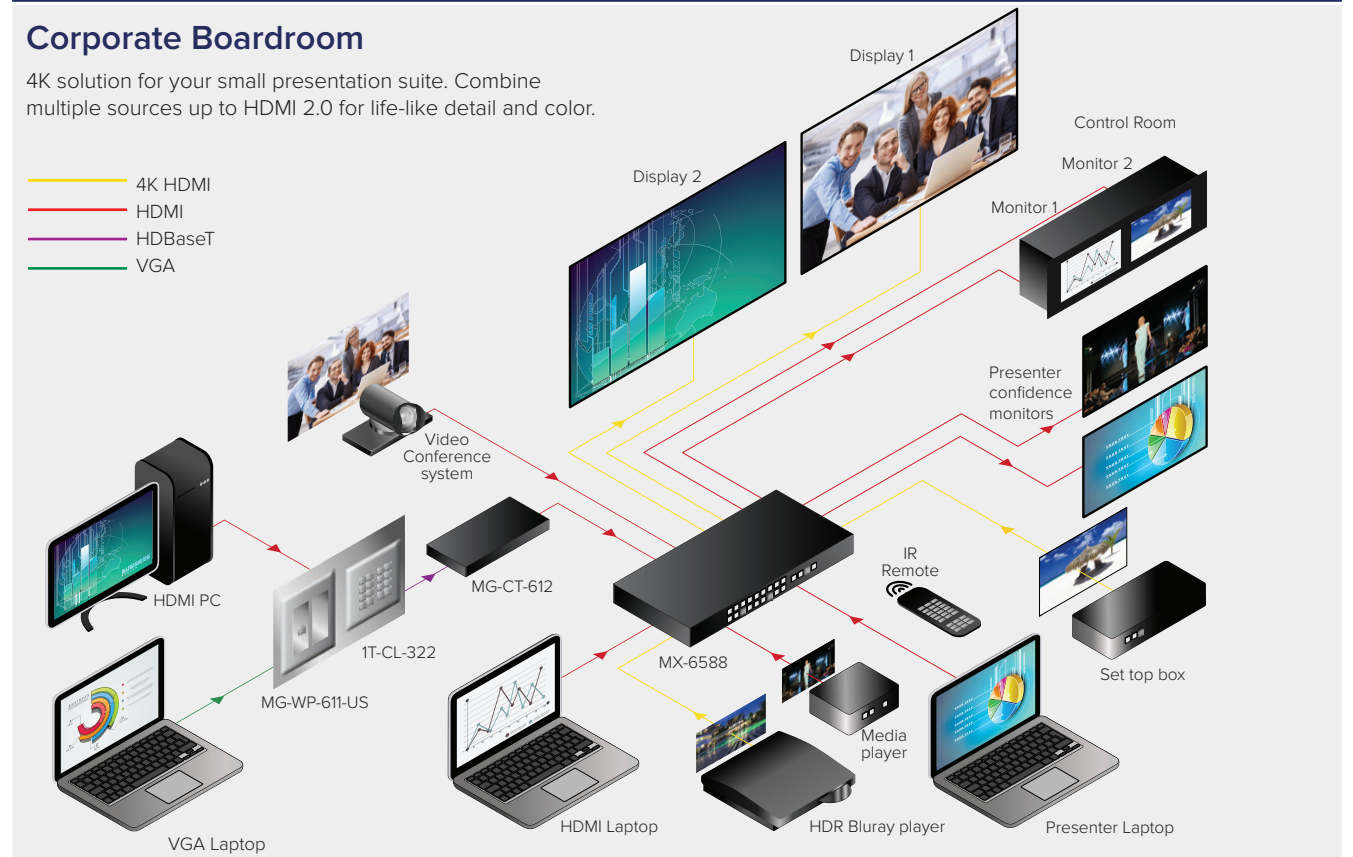 Corporate Boardroom
4K solution for your small presentation suite. Combine
multiple sources up to HDMI 2.0 for life-like detail and color.
4K HDMI
HDMI
HDBaseT
VGA
Display 1
Display 2
Control Room
Monitor 2
Monitor 1
Presenter
confidence
monitors
Video
Conference
system
HDMI PC
MG-CT-612
IR
Remote
1T-CL-322
MG-WP-611-US
MX-6588
Set top box
Media
player
VGA Laptop
HDMI Laptop
HDR Bluray player
Presenter Laptop